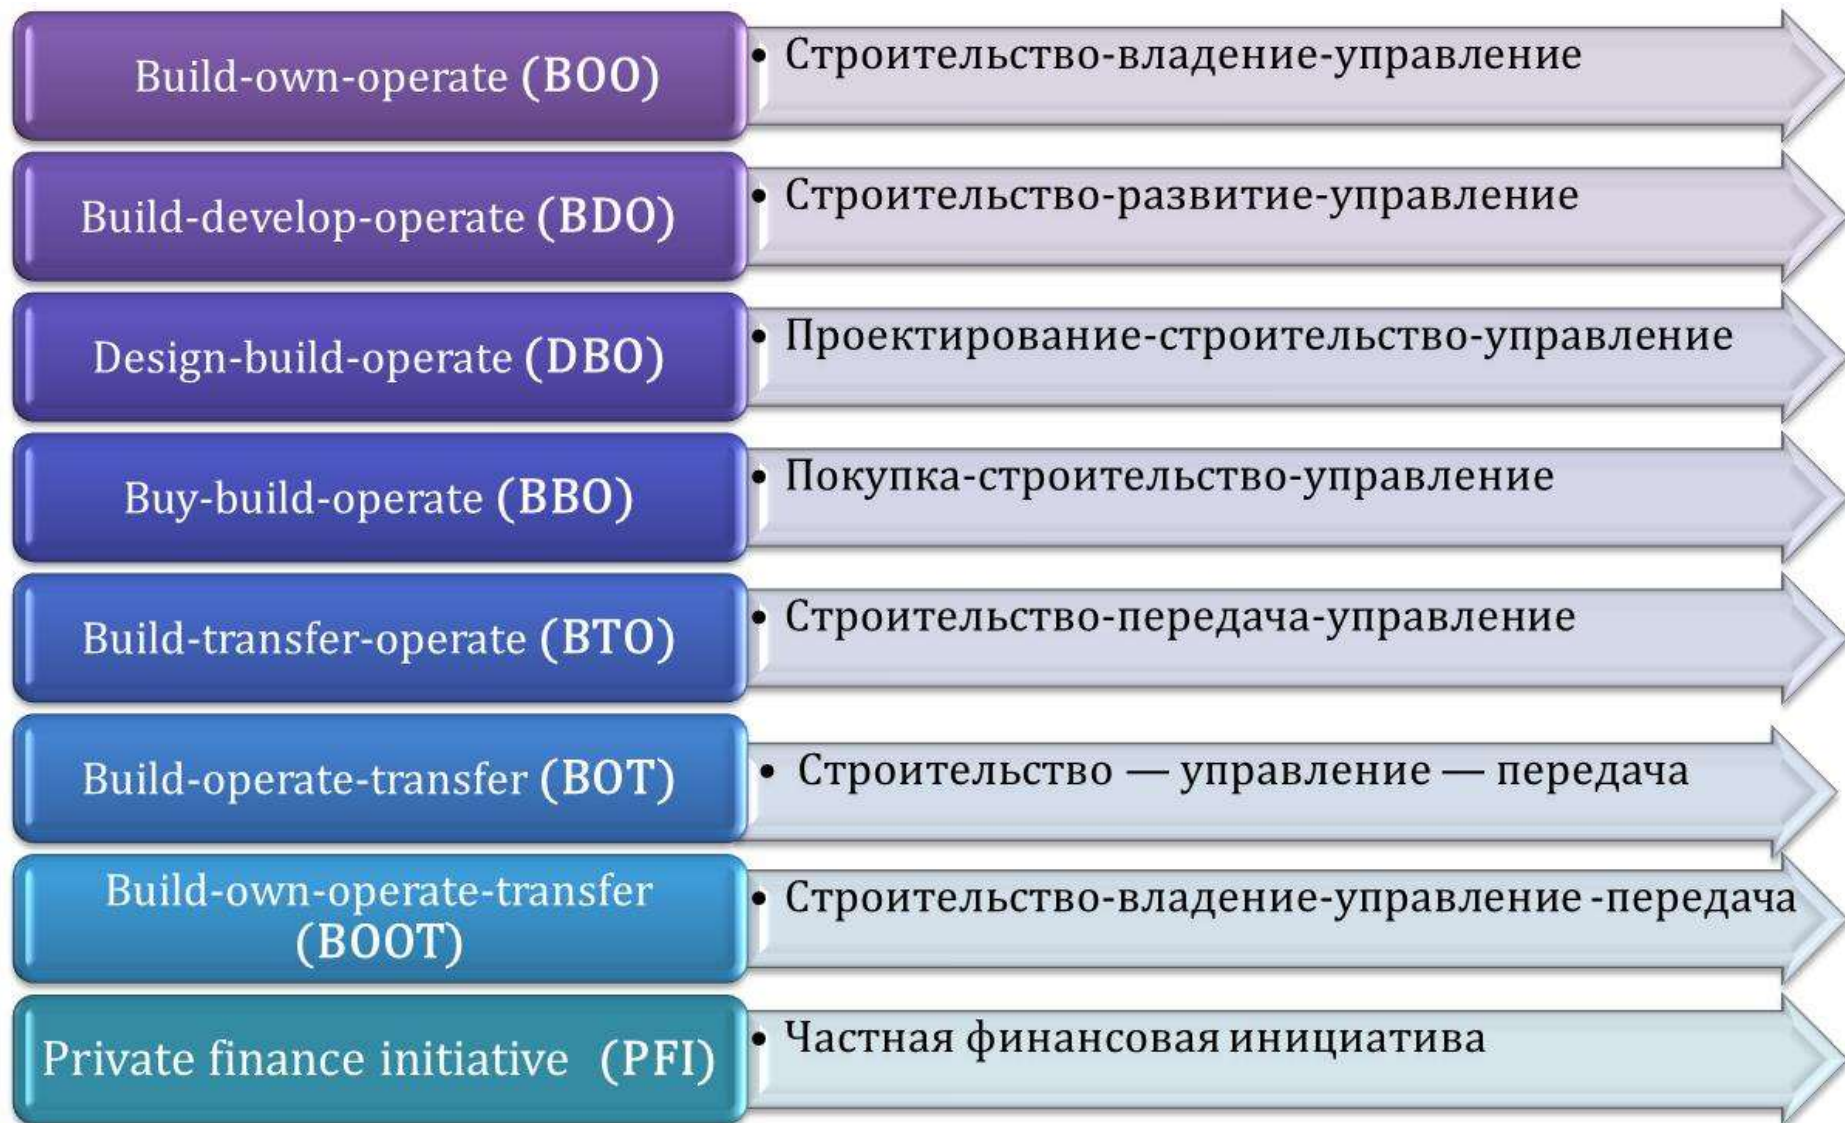 Build-own-operate (BOO)
• Строительство-владение-управление
Build-develop-operate (BDO)
• Строительство-развитие-управление
Design-build-operate (DBO)
• Проектирование-строительство-управление
Buy-build-operate (BBO)
• Покупка-строительство-управление
Build-transfer-operate (BTO)
• Строительство-передача-управление
Build-operate-transfer (BOT)
• Строительство — управление — передача
Build-own-operate-transfer
(BOOT)
• Строительство-владение-управление -передача
Private finance initiative (PFI)
• Частная финансовая инициатива